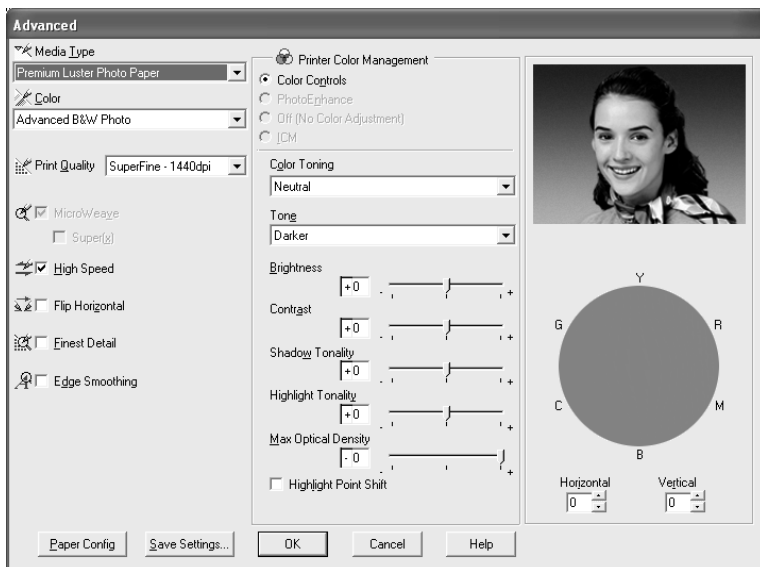 Advanced
Media Type
Premium Luster Photo Paper
Color
Advanced B&W Photo
Print Quality SuperFine - 1440dpi
MicroWeave
Super(x)
High Speed
Flip Horizontal
Finest Detail
Edge Smoothing
Paper Config Save Settings...
Printer Color Management
Color Controls
PhotoEnhance
Off (No Color Adjustment)
ICM
Color Toning
Neutral
Tone
Darker
Brightness
+0 - +
Contrast
+0 - +
Shadow Tonality
+0 - +
Highlight Tonality
+0 - +
Max Optical Density
- 0 - +
Highlight Point Shift
OK Cancel Help
Y
G R
C M
B
Horizontal Vertical
0 0